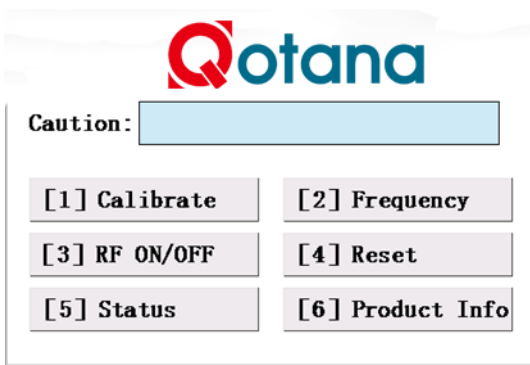 Qotana
Caution:
[1] Calibrate [2] Frequency
[3] RF ON/OFF [4] Reset
[5] Status [6] Product Info